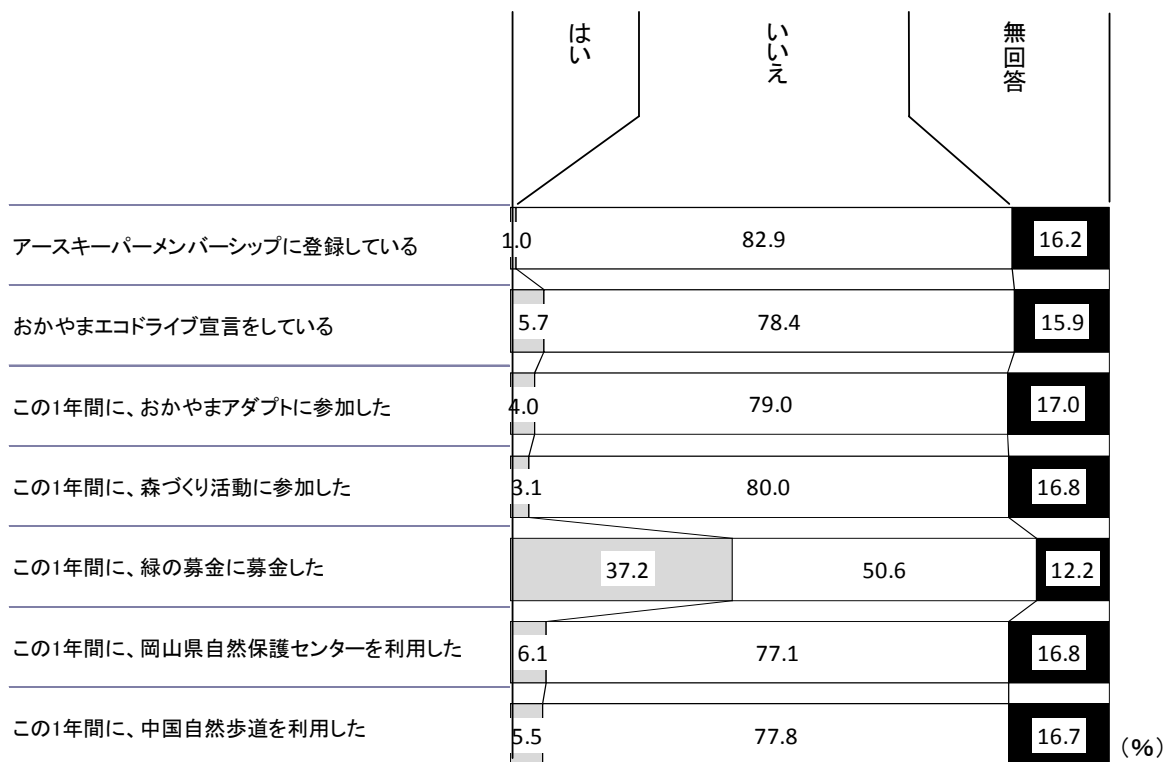 はい
いいえ
無回答
アースキーパーメンバーシップに登録している
1.0
82.9
16.2
おかやまエコドライブ宣言をしている
5.7
78.4
15.9
この1年間に、おかやまアダプトに参加した
4.0
79.0
17.0
この1年間に、森づくり活動に参加した
3.1
80.0
16.8
この1年間に、緑の募金に募金した
37.2
50.6
12.2
この1年間に、岡山県自然保護センターを利用した
6.1
77.1
16.8
この1年間に、中国自然歩道を利用した
5.5
77.8
16.7
（%）